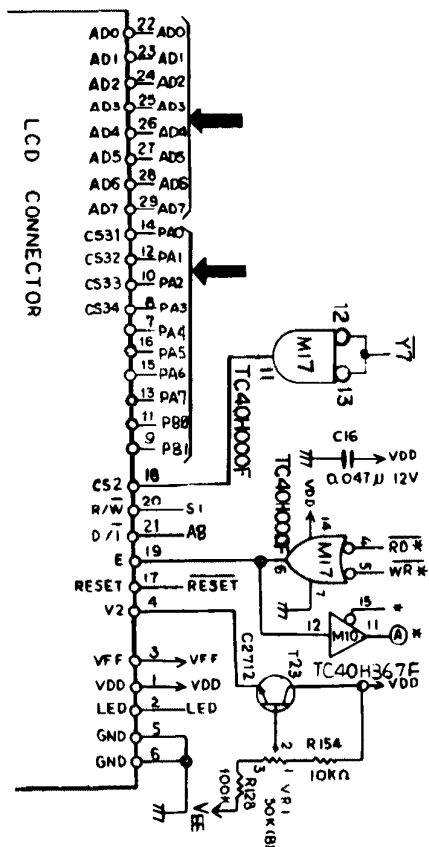 LCD CONNECTOR
AD0 22 AD0
AD1 23 AD1
AD2 24 AD2
AD3 25 AD3
AD4 26 AD4
AD5 27 AD5
AD6 28 AD6
AD7 29 AD7
CS31 14 PA0
CS32 12 PA1
CS33 10 PA2
CS34 8 PA3
7 PA4
16 PA5
15 PA6
13 PA7
11 PB0
9 PB1
CS2 18
R/W̅ 20 S1
D/I̅ 21 A8
E 19
RESET 17 R̅E̅S̅E̅T̅
V2 4
VFF 3 VFF
VDD 1 VDD
LED 2 LED
GND 5
GND 6
12
M17 Y̅7̅
11 13
TC40H000F
C16
VDD
0.047μ 12V
TC40H000F
VDD 14
M17 4 R̅D̅*
6 5 W̅R̅*
7
15 *
12 M10 11 A *
TC40H367F
C2712 T23 VDD
2 R154
3 1 10KΩ
VR1
50K(B)
R128
100K
VEE